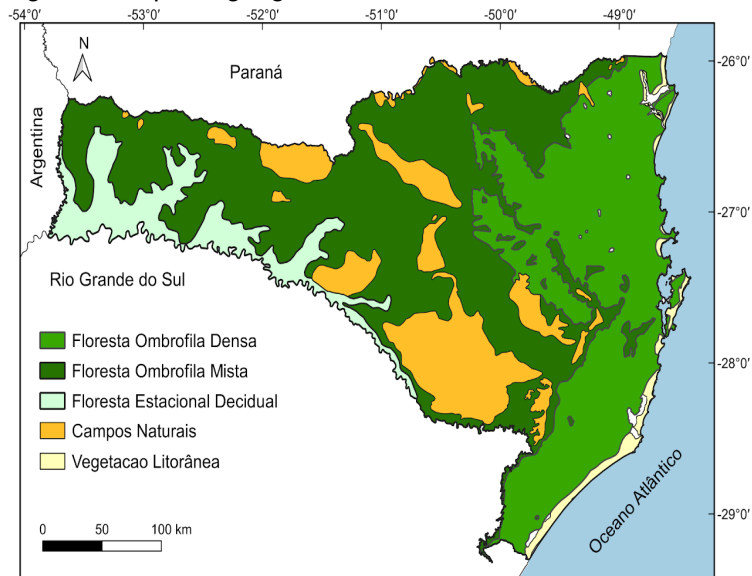 -54°0' -53°0' -52°0' -51°0' -50°0' -49°0'
N
Paraná
-26°0'
Argentina
-27°0'
Rio Grande do Sul
Floresta Ombrofila Densa
Floresta Ombrofila Mista
-28°0'
Floresta Estacional Decidual
Campos Naturais
Vegetacao Litorânea
Oceano Atlântico
-29°0'
0 50 100 km